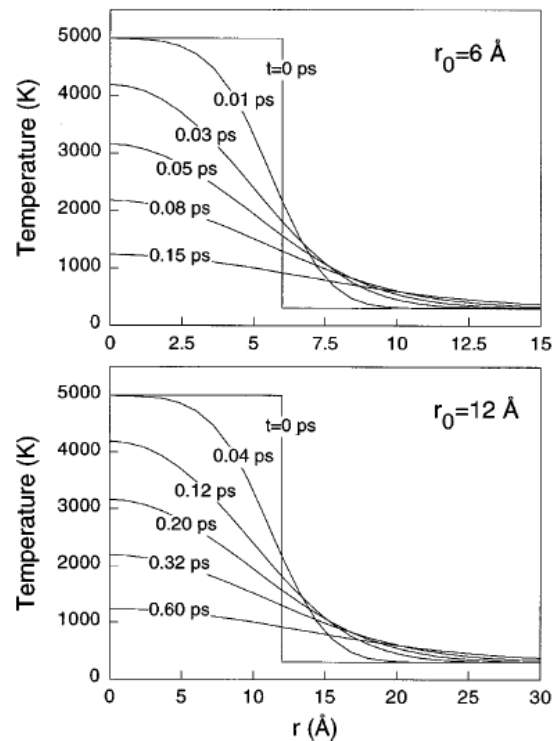 5000
4000
3000
2000
1000
0
Temperature (K)
r0=6 Å
t=0 ps
0.01 ps
0.03 ps
0.05 ps
0.08 ps
0.15 ps
0
2.5
5
7.5
10
12.5
15
5000
4000
3000
2000
1000
0
Temperature (K)
r0=12 Å
t=0 ps
0.04 ps
0.12 ps
0.20 ps
0.32 ps
0.60 ps
0
5
10
15
20
25
30
r (Å)